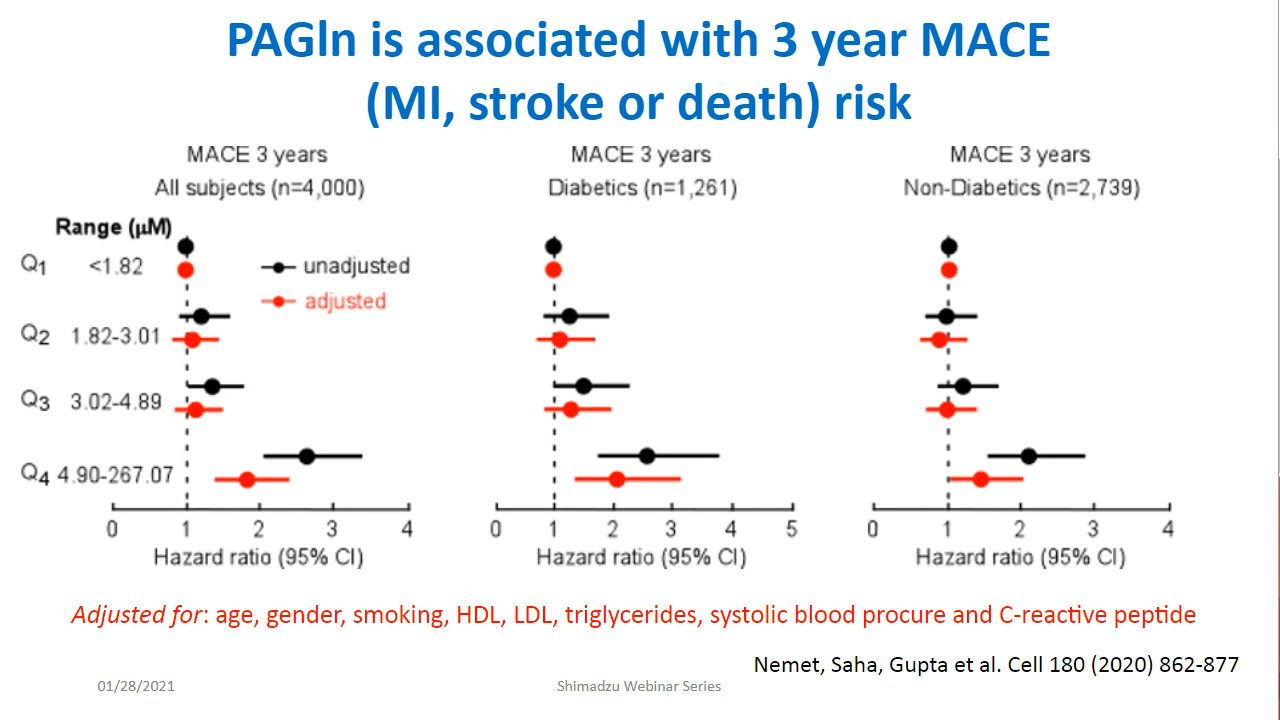 PAGln is associated with 3 year MACE
(MI, stroke or death) risk
MACE 3 years
All subjects (n=4,000)
MACE 3 years
Diabetics (n=1,261)
MACE 3 years
Non-Diabetics (n=2,739)
Range (μM)
Q1 <1.82
unadjusted
adjusted
Q2 1.82-3.01
Q3 3.02-4.89
Q4 4.90-267.07
0 1 2 3 4
Hazard ratio (95% CI)
0 1 2 3 4 5
Hazard ratio (95% CI)
0 1 2 3 4
Hazard ratio (95% CI)
Adjusted for: age, gender, smoking, HDL, LDL, triglycerides, systolic blood procure and C-reactive peptide
Nemet, Saha, Gupta et al. Cell 180 (2020) 862-877
01/28/2021
Shimadzu Webinar Series